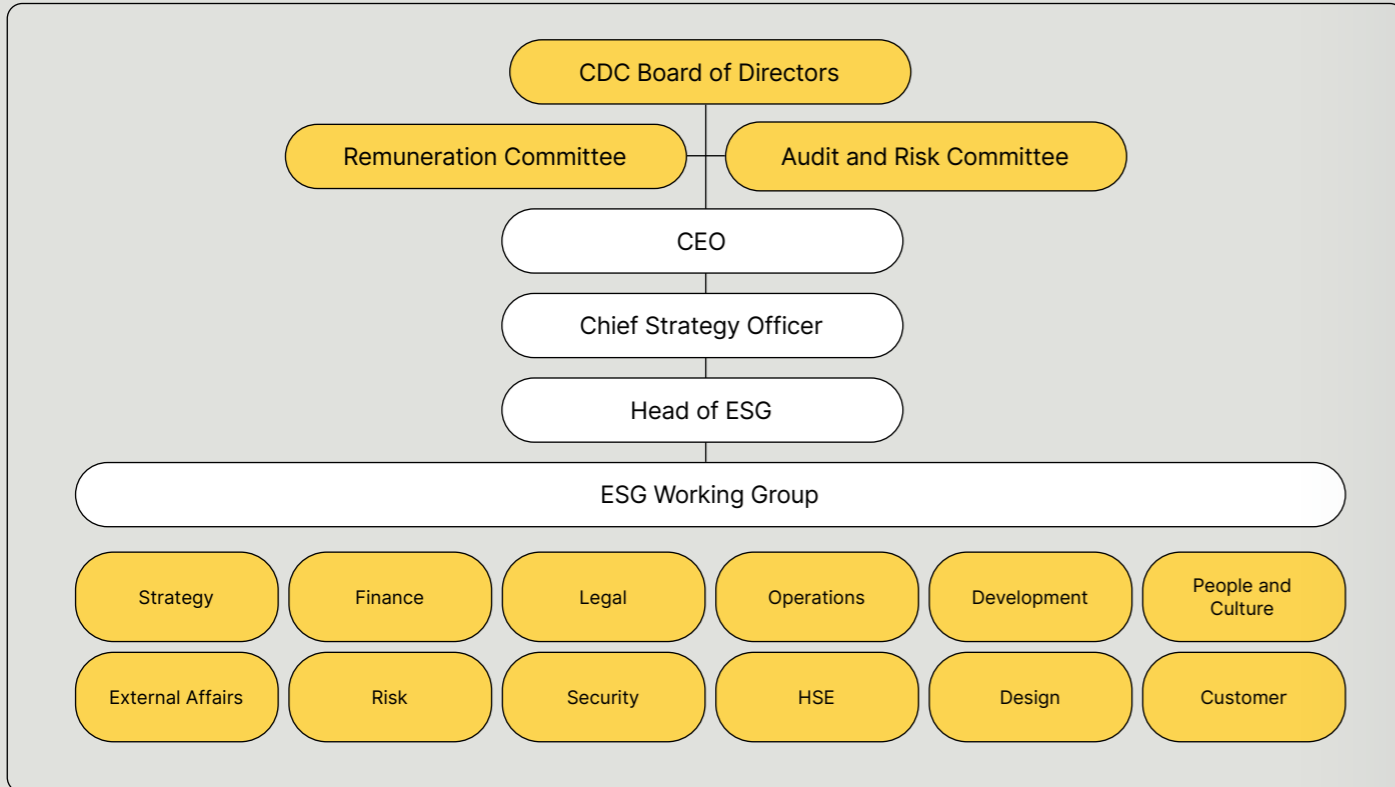 CDC Board of Directors
Remuneration Committee
Audit and Risk Committee
CEO
Chief Strategy Officer
Head of ESG
ESG Working Group
Strategy
Finance
Legal
Operations
Development
People and
Culture
External Affairs
Risk
Security
HSE
Design
Customer